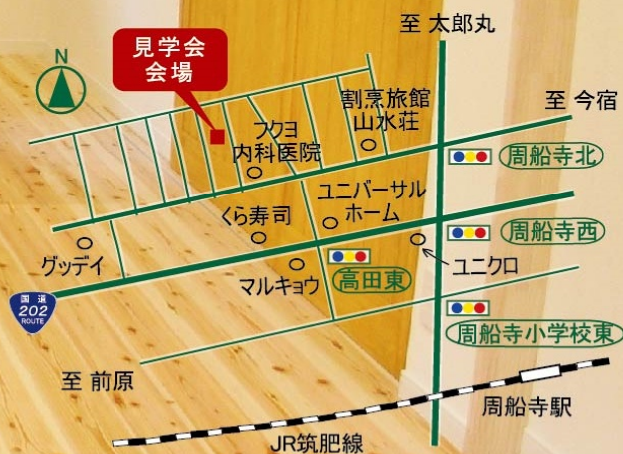 至 太郎丸
N
見学会
会場
割烹旅館
山水荘
至 今宿
フクヨ
内科医院
周船寺北
ユニバーサル
ホーム
くら寿司
周船寺西
グッデイ
マルキョウ
高田東
ユニクロ
国道
202
ROUTE
周船寺小学校東
至 前原
周船寺駅
JR筑肥線